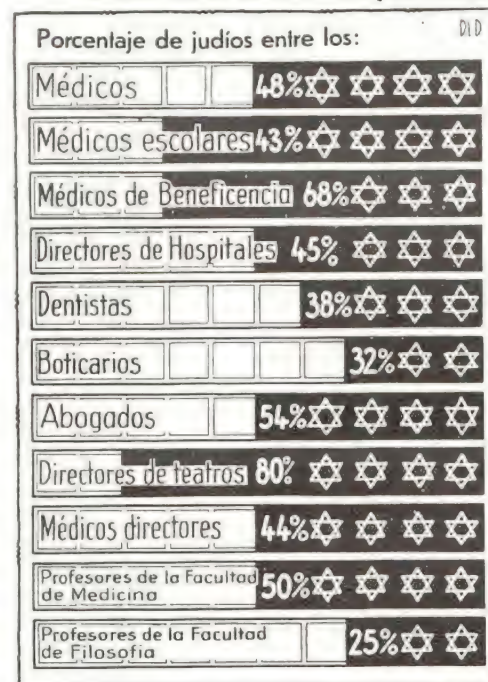 Porcentaje de judíos entre los:
DLD
Médicos 48%
Médicos escolares 43%
Médicos de Beneficencia 68%
Directores de Hospitales 45%
Dentistas 38%
Boticarios 32%
Abogados 54%
Directores de teatros 80%
Médicos directores 44%
Profesores de la Facultad
de Medicina 50%
Profesores de la Facultad
de Filosofía 25%